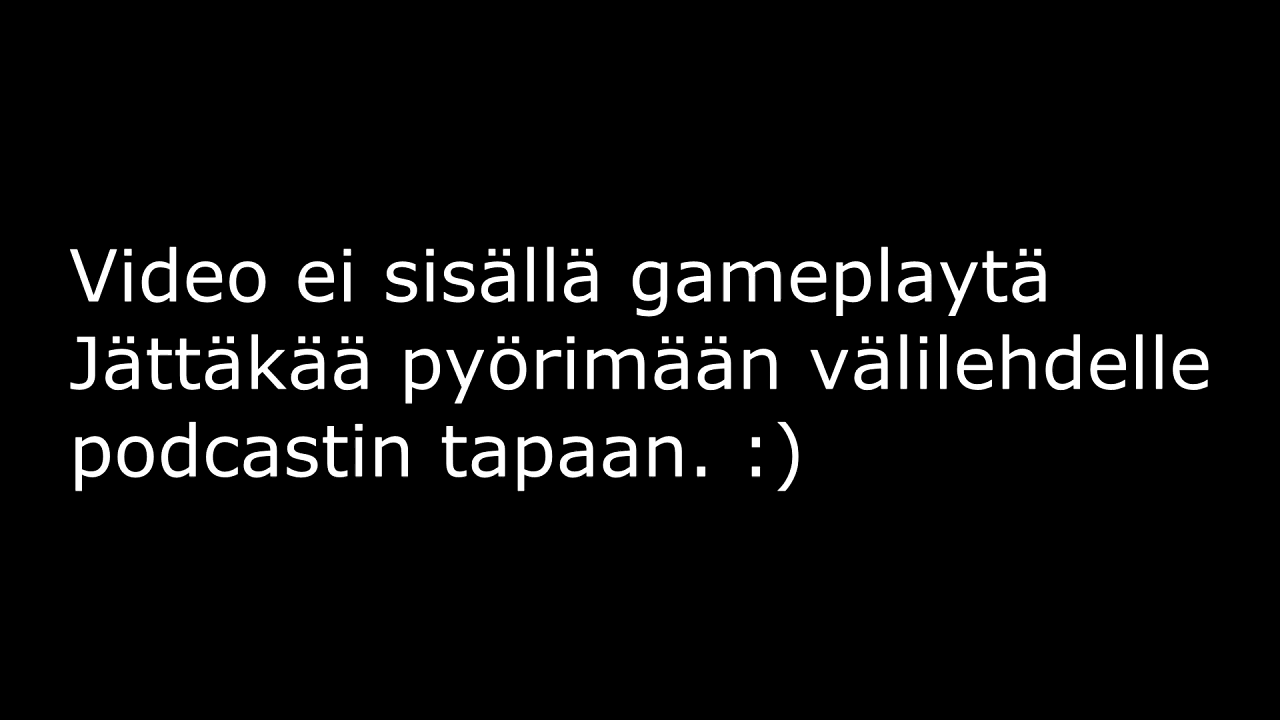 Video ei sisällä gameplaytä
Jättäkää pyörimään välilehdelle
podcastin tapaan. :)